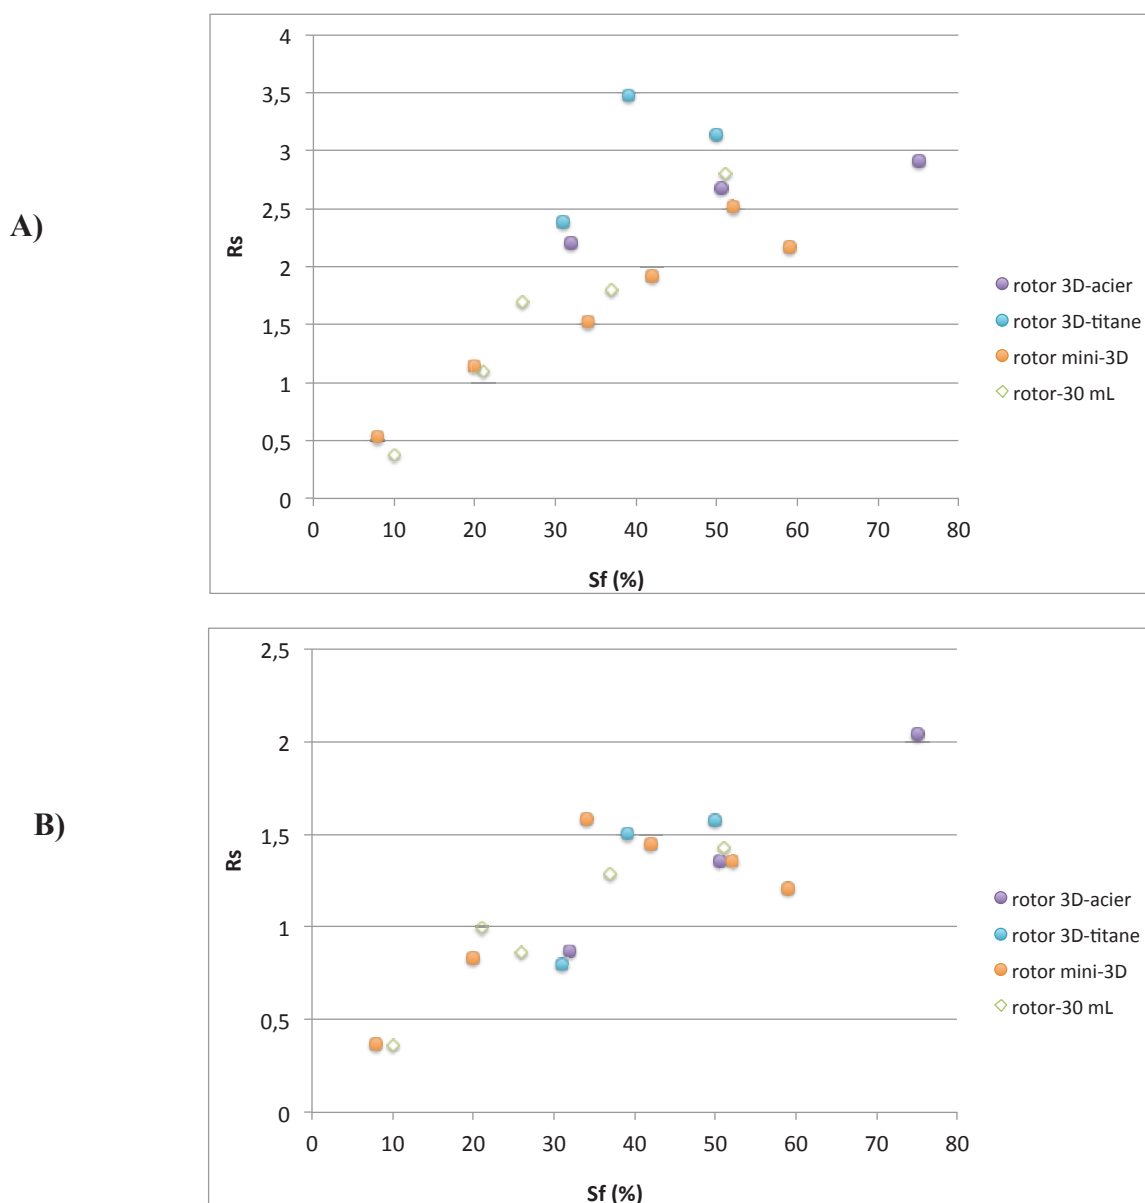 A)
4
3,5
3
2,5
2
1,5
1
0,5
0
Rs
0 10 20 30 40 50 60 70 80
Sf (%)
rotor 3D-acier
rotor 3D-titane
rotor mini-3D
rotor-30 mL
B)
2,5
2
1,5
1
0,5
0
Rs
0 10 20 30 40 50 60 70 80
Sf (%)
rotor 3D-acier
rotor 3D-titane
rotor mini-3D
rotor-30 mL